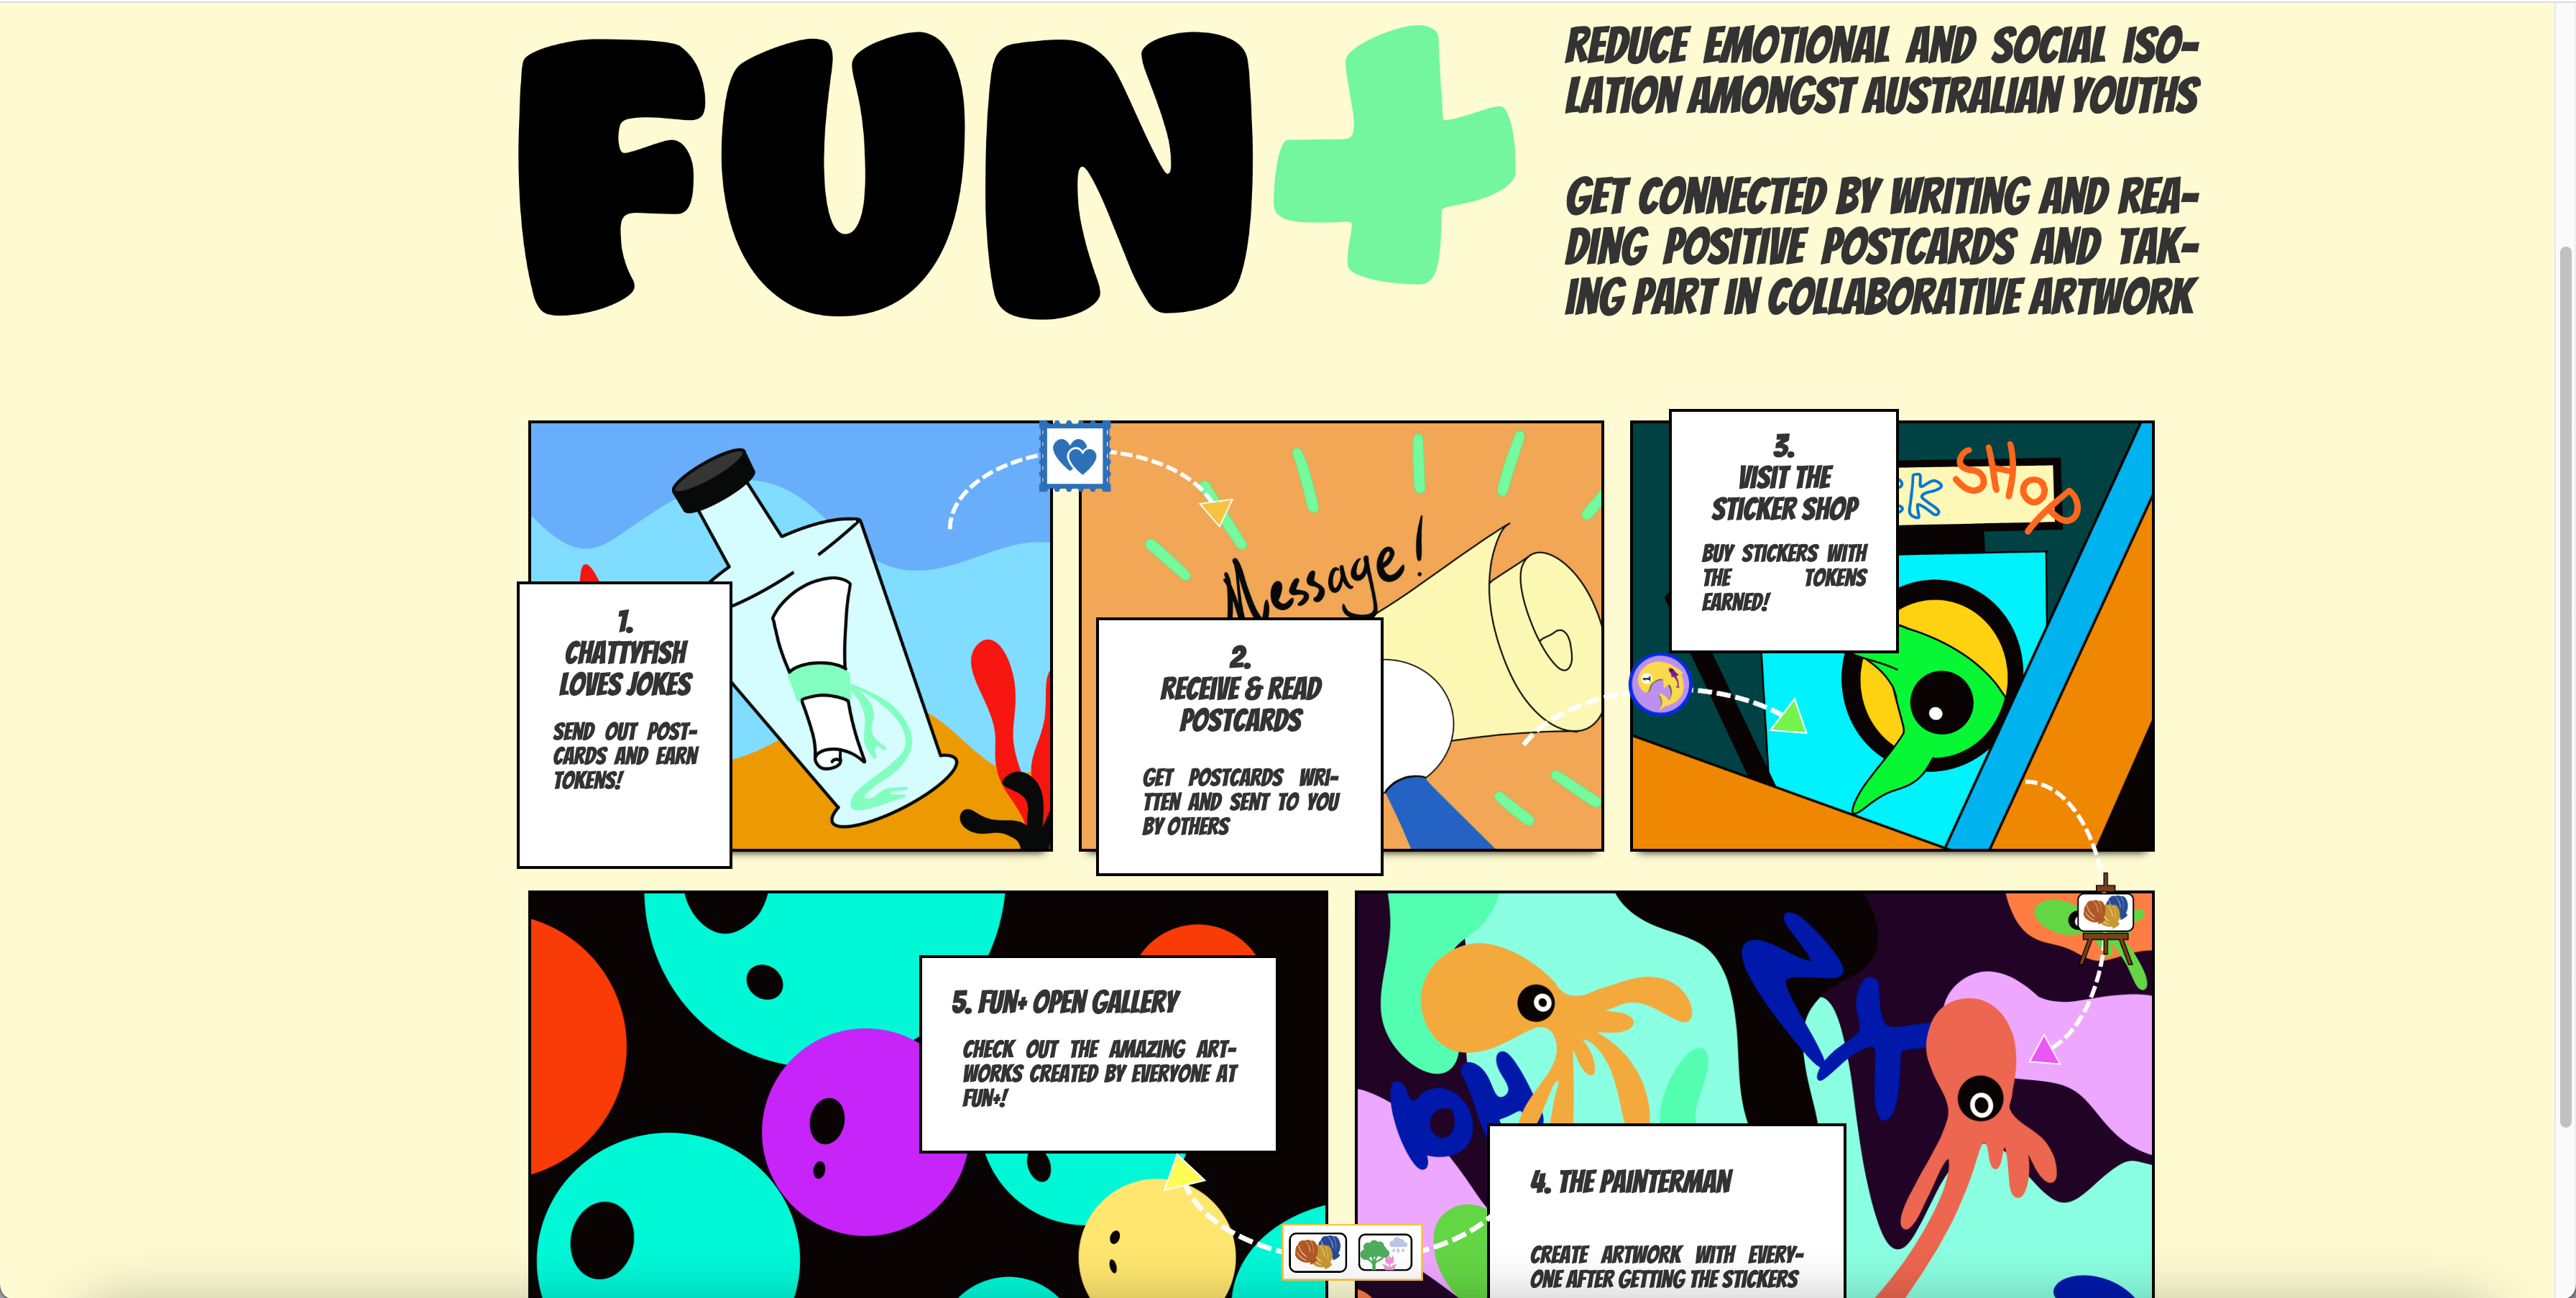 FUN+
REDUCE EMOTIONAL AND SOCIAL ISO-
LATION AMONGST AUSTRALIAN YOUTHS
GET CONNECTED BY WRITING AND REA-
DING POSITIVE POSTCARDS AND TAK-
ING PART IN COLLABORATIVE ARTWORK
1.
CHATTYFISH
LOVES JOKES
SEND OUT POST-
CARDS AND EARN
TOKENS!
Message!
2.
RECEIVE & READ
POSTCARDS
GET POSTCARDS WRI-
TTEN AND SENT TO YOU
BY OTHERS
SHOP
3.
VISIT THE
STICKER SHOP
BUY STICKERS WITH
THE TOKENS
EARNED!
5. FUN+ OPEN GALLERY
CHECK OUT THE AMAZING ART-
WORKS CREATED BY EVERYONE AT
FUN+!
4. THE PAINTERMAN
CREATE ARTWORK WITH EVERY-
ONE AFTER GETTING THE STICKERS